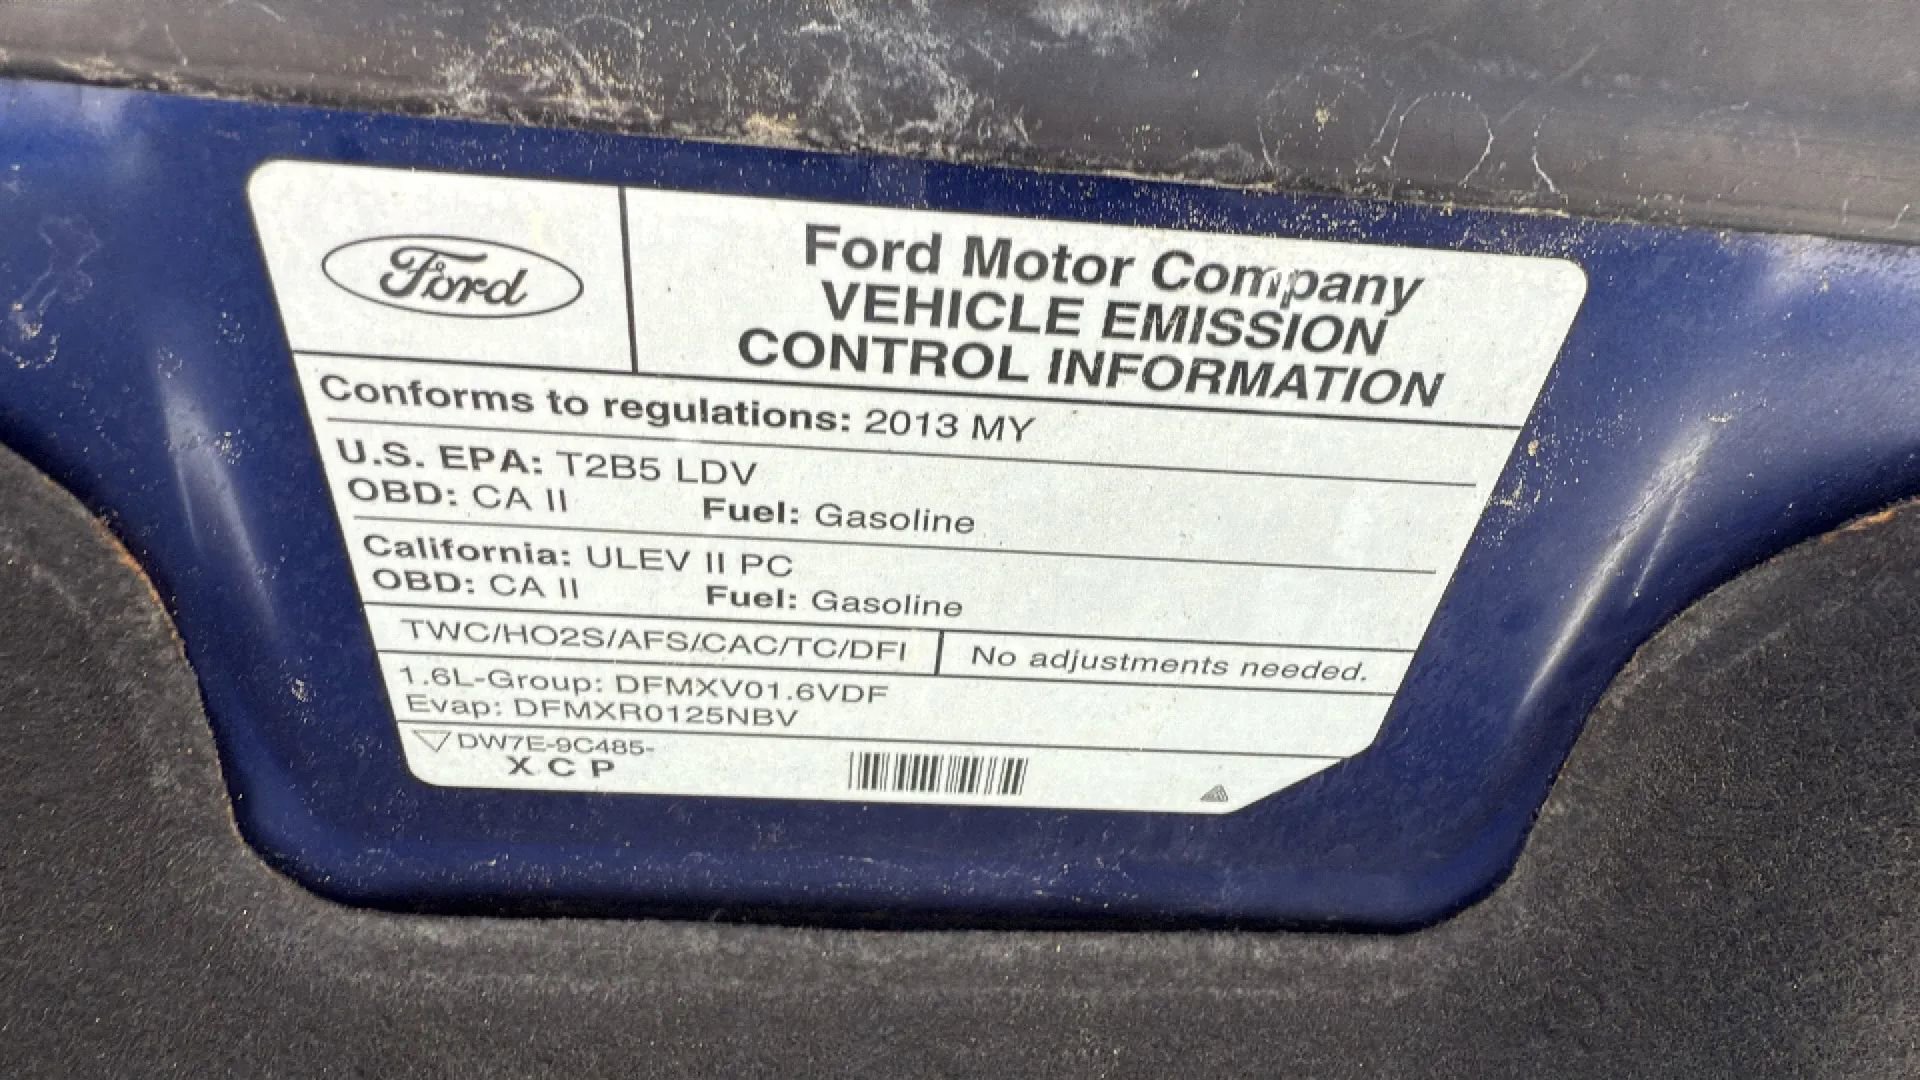 Ford
Ford Motor Company
VEHICLE EMISSION
CONTROL INFORMATION
Conforms to regulations: 2013 MY
U.S. EPA: T2B5 LDV
OBD: CA II Fuel: Gasoline
California: ULEV II PC
OBD: CA II Fuel: Gasoline
TWC/HO2S/AFS/CAC/TC/DFI No adjustments needed.
1.6L-Group: DFMXV01.6VDF
Evap: DFMXR0125NBV
DW7E-9C485-
X C P